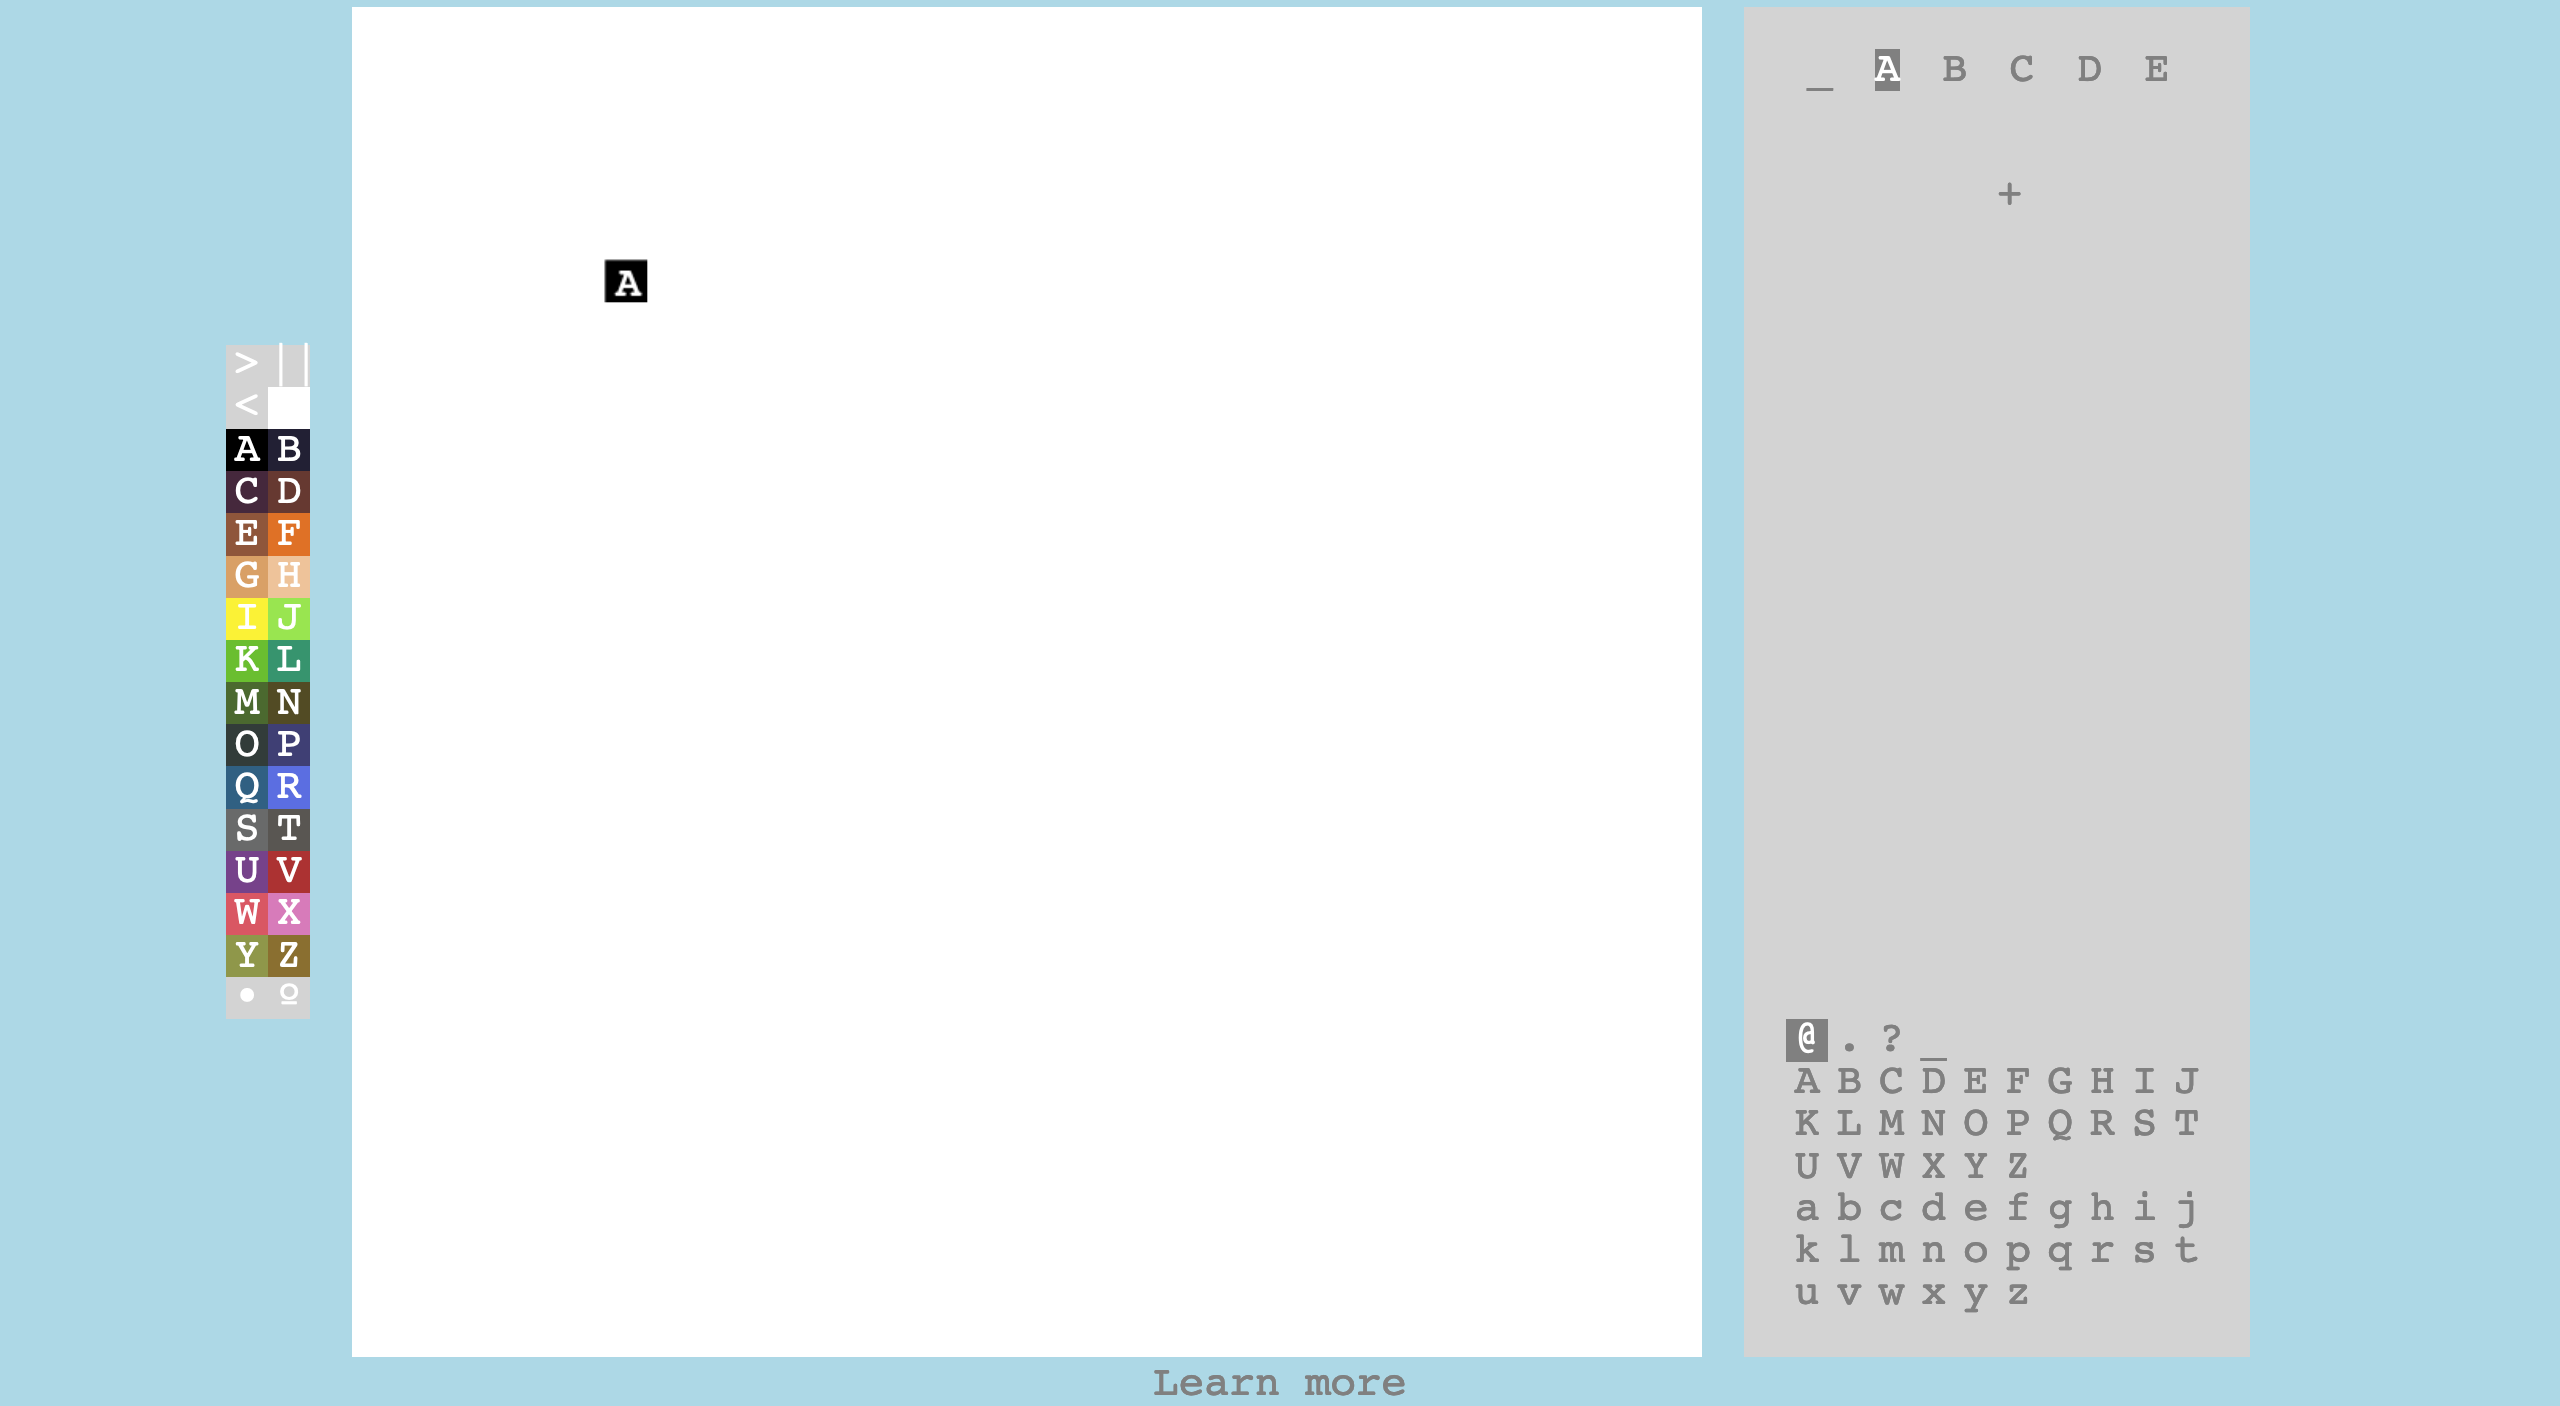 > ||
<
A B
C D
E F
G H
I J
K L
M N
O P
Q R
S T
U V
W X
Y Z
• º
A
_ A B C D E
+
@ . ? _
A B C D E F G H I J
K L M N O P Q R S T
U V W X Y Z
a b c d e f g h i j
k l m n o p q r s t
u v w x y z
Learn more